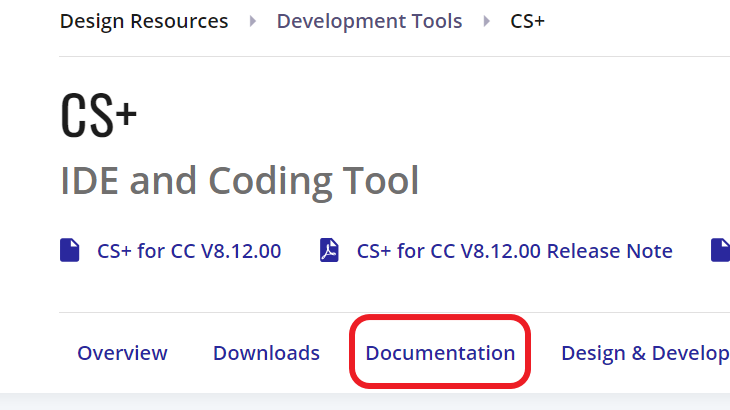 Design Resources Development Tools CS+
CS+
IDE and Coding Tool
CS+ for CC V8.12.00 CS+ for CC V8.12.00 Release Note
Overview Downloads Documentation Design & Develop